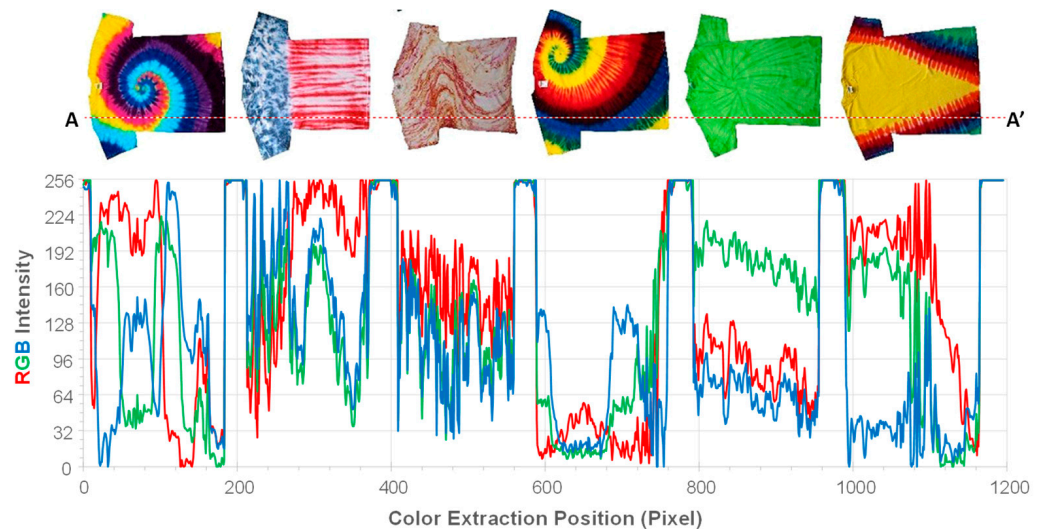 A
A’
256
224
192
160
128
96
64
32
0
RGB Intensity
0 200 400 600 800 1000 1200
Color Extraction Position (Pixel)